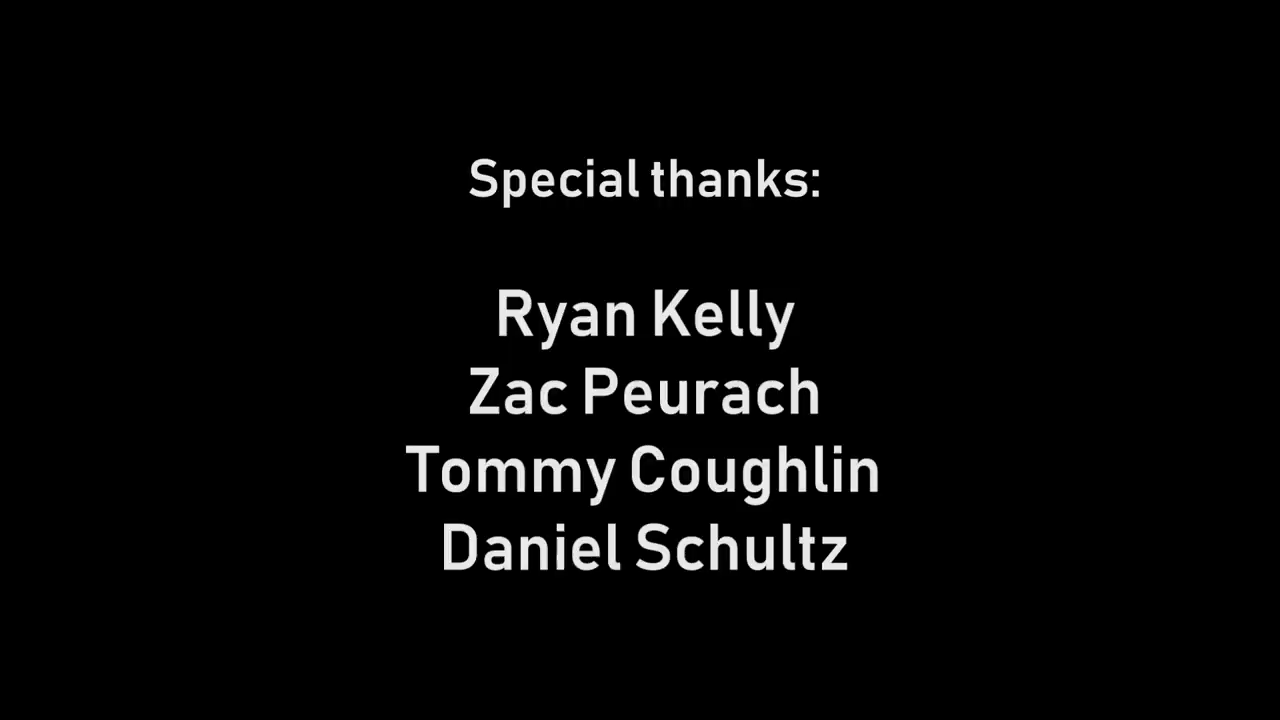 Special thanks:
Ryan Kelly
Zac Peurach
Tommy Coughlin
Daniel Schultz